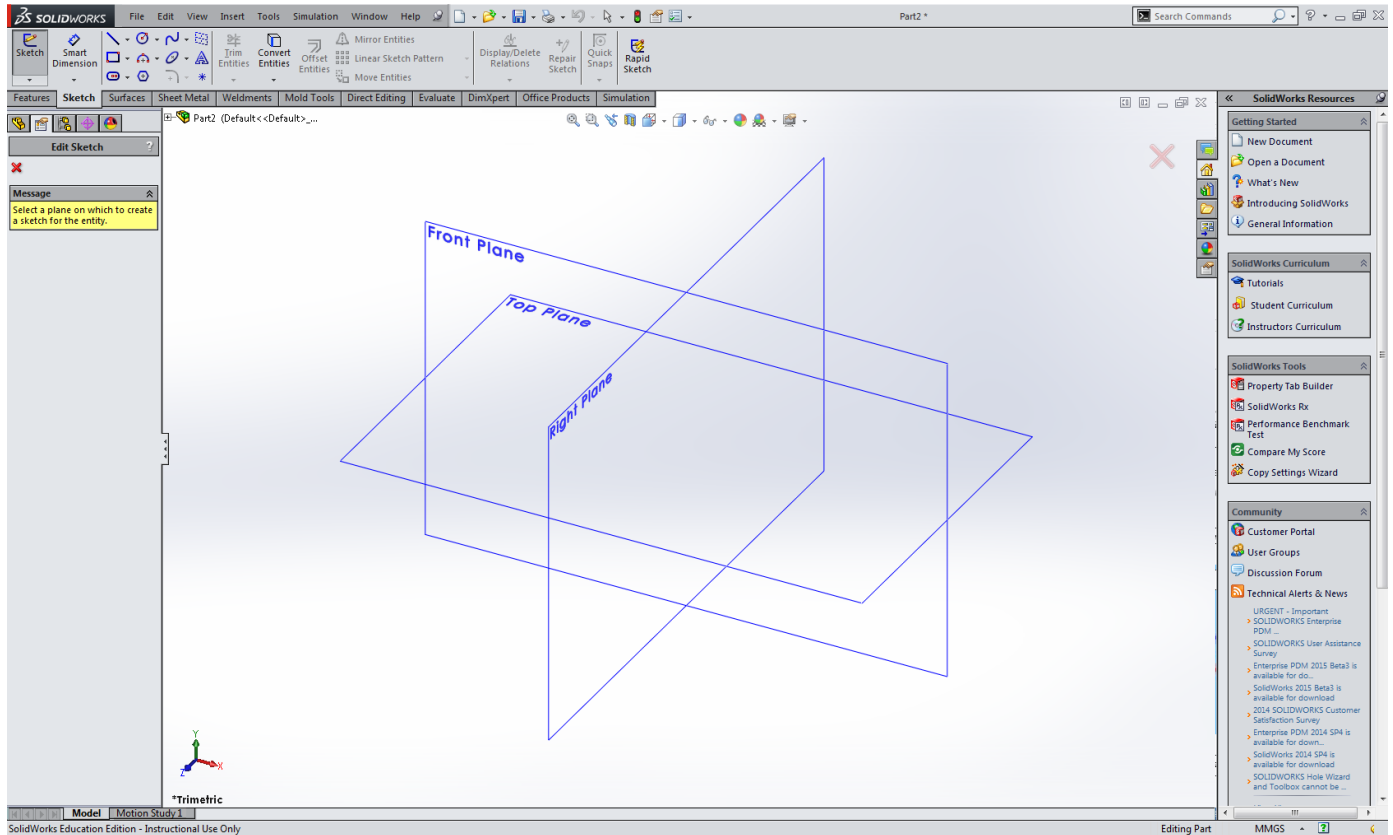 SOLIDWORKS File Edit View Insert Tools Simulation Window Help Part2 * Search Commands
Sketch
Smart
Dimension
Trim
Entities
Convert
Entities
Offset
Entities
Mirror Entities
Linear Sketch Pattern
Move Entities
Display/Delete
Relations
Repair
Sketch
Quick
Snaps
Rapid
Sketch
Features Sketch Surfaces Sheet Metal Weldments Mold Tools Direct Editing Evaluate DimXpert Office Products Simulation
Edit Sketch ?
Message
Select a plane on which to create
a sketch for the entity.
Part2 (Default<<Default>_...
Front Plane
Top Plane
Right Plane
Y
X
Z
*Trimetric
SolidWorks Resources
Getting Started
New Document
Open a Document
What's New
Introducing SolidWorks
General Information
SolidWorks Curriculum
Tutorials
Student Curriculum
Instructors Curriculum
SolidWorks Tools
Property Tab Builder
SolidWorks Rx
Performance Benchmark
Test
Compare My Score
Copy Settings Wizard
Community
Customer Portal
User Groups
Discussion Forum
Technical Alerts & News
URGENT - Important
SOLIDWORKS Enterprise
PDM ...
SOLIDWORKS User Assistance
Survey
Enterprise PDM 2015 Beta3 is
available for do...
SolidWorks 2015 Beta3 is
available for download
2014 SOLIDWORKS Customer
Satisfaction Survey
Enterprise PDM 2014 SP4 is
available for down...
SolidWorks 2014 SP4 is
available for download
SOLIDWORKS Hole Wizard
and Toolbox cannot be ...
Model Motion Study 1
SolidWorks Education Edition - Instructional Use Only Editing Part MMGS